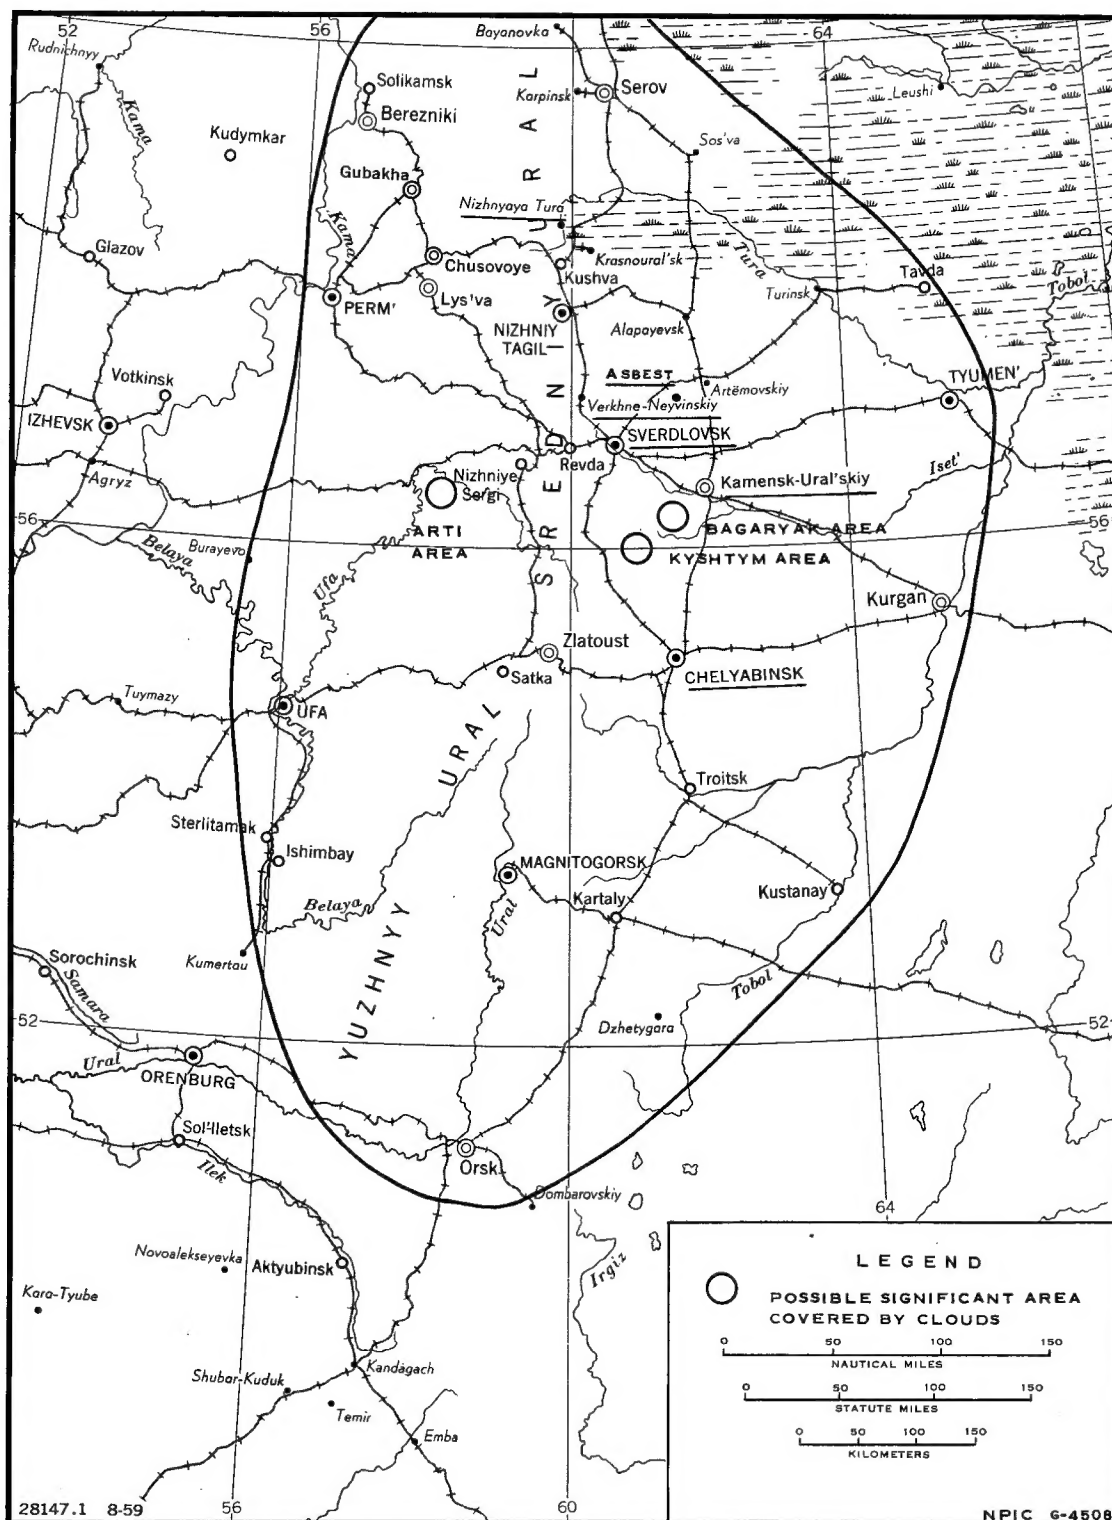 52
56
64
Rudnichnyy
Bayanovka
Solikamsk
Karpinsk
Serov
Leushi
Kama
Berezniki
Kudymkar
Sos'va
URAL
Gubakha
Nizhnyaya Tura
Kama
Glazov
Chusovoye
Krasnoural'sk
Tura
Kushva
Tavda
Tobol
PERM'
Lys'va
Turinsk
NIZHNIY
TAGIL
Alapayevsk
Votkinsk
ASBEST
Artëmovskiy
TYUMEN'
Verkhne-Neyvinskiy
IZHEVSK
SVERDLOVSK
Revda
Agryz
Nizhniye
Sergi
Kamensk-Ural'skiy
Iset'
SREDNIY
56
ARTI
AREA
BAGARYAK AREA
56
Belaya
Burayevo
KYSHTYM AREA
Ufa
Kurgan
Zlatoust
Satka
CHELYABINSK
Tuymazy
UFA
URAL
Troitsk
Sterlitamak
Ishimbay
MAGNITOGORSK
Kustanay
Belaya
Ural
Kartaly
Kumertau
Sorochinsk
Samara
YUZHNYY
Tobol
52
Dzhetygara
52
Ural
ORENBURG
Sol'-Iletsk
Ilek
Orsk
Dombarovskiy
64
Novoalekseyevka
Aktyubinsk
Irgiz
Kara-Tyube
Kandagach
Shubar-Kuduk
Temir
Emba
LEGEND
POSSIBLE SIGNIFICANT AREA
COVERED BY CLOUDS
0 50 100 150
NAUTICAL MILES
0 50 100 150
STATUTE MILES
0 50 100 150
KILOMETERS
28147.1 8-59
56
60
NPIC G-4508